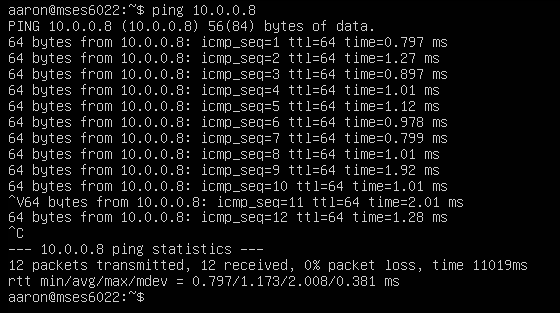 aaron@mses6022:~$ ping 10.0.0.8
PING 10.0.0.8 (10.0.0.8) 56(84) bytes of data.
64 bytes from 10.0.0.8: icmp_seq=1 ttl=64 time=0.797 ms
64 bytes from 10.0.0.8: icmp_seq=2 ttl=64 time=1.27 ms
64 bytes from 10.0.0.8: icmp_seq=3 ttl=64 time=0.897 ms
64 bytes from 10.0.0.8: icmp_seq=4 ttl=64 time=1.01 ms
64 bytes from 10.0.0.8: icmp_seq=5 ttl=64 time=1.12 ms
64 bytes from 10.0.0.8: icmp_seq=6 ttl=64 time=0.978 ms
64 bytes from 10.0.0.8: icmp_seq=7 ttl=64 time=0.799 ms
64 bytes from 10.0.0.8: icmp_seq=8 ttl=64 time=1.01 ms
64 bytes from 10.0.0.8: icmp_seq=9 ttl=64 time=1.92 ms
64 bytes from 10.0.0.8: icmp_seq=10 ttl=64 time=1.01 ms
^V64 bytes from 10.0.0.8: icmp_seq=11 ttl=64 time=2.01 ms
64 bytes from 10.0.0.8: icmp_seq=12 ttl=64 time=1.28 ms
^C
--- 10.0.0.8 ping statistics ---
12 packets transmitted, 12 received, 0% packet loss, time 11019ms
rtt min/avg/max/mdev = 0.797/1.173/2.008/0.381 ms
aaron@mses6022:~$